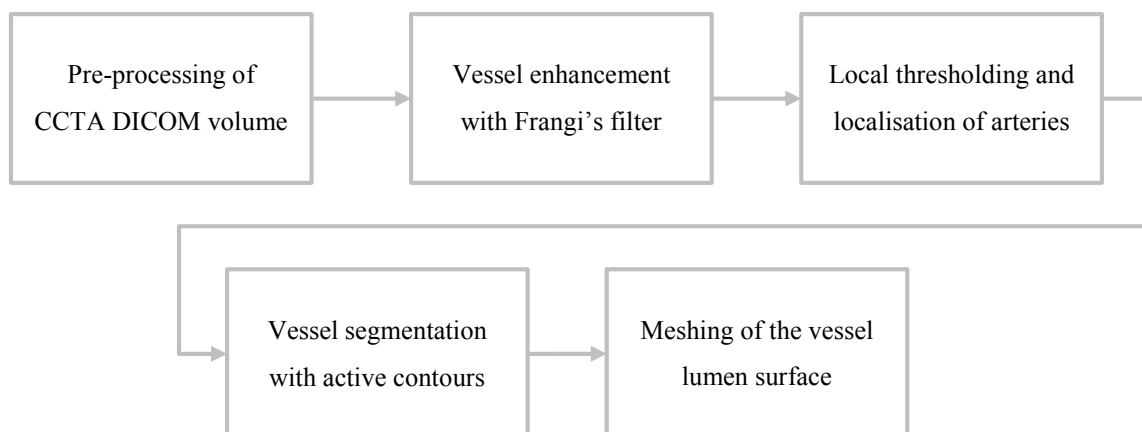 Pre-processing of
CCTA DICOM volume
Vessel enhancement
with Frangi’s filter
Local thresholding and
localisation of arteries
Vessel segmentation
with active contours
Meshing of the vessel
lumen surface